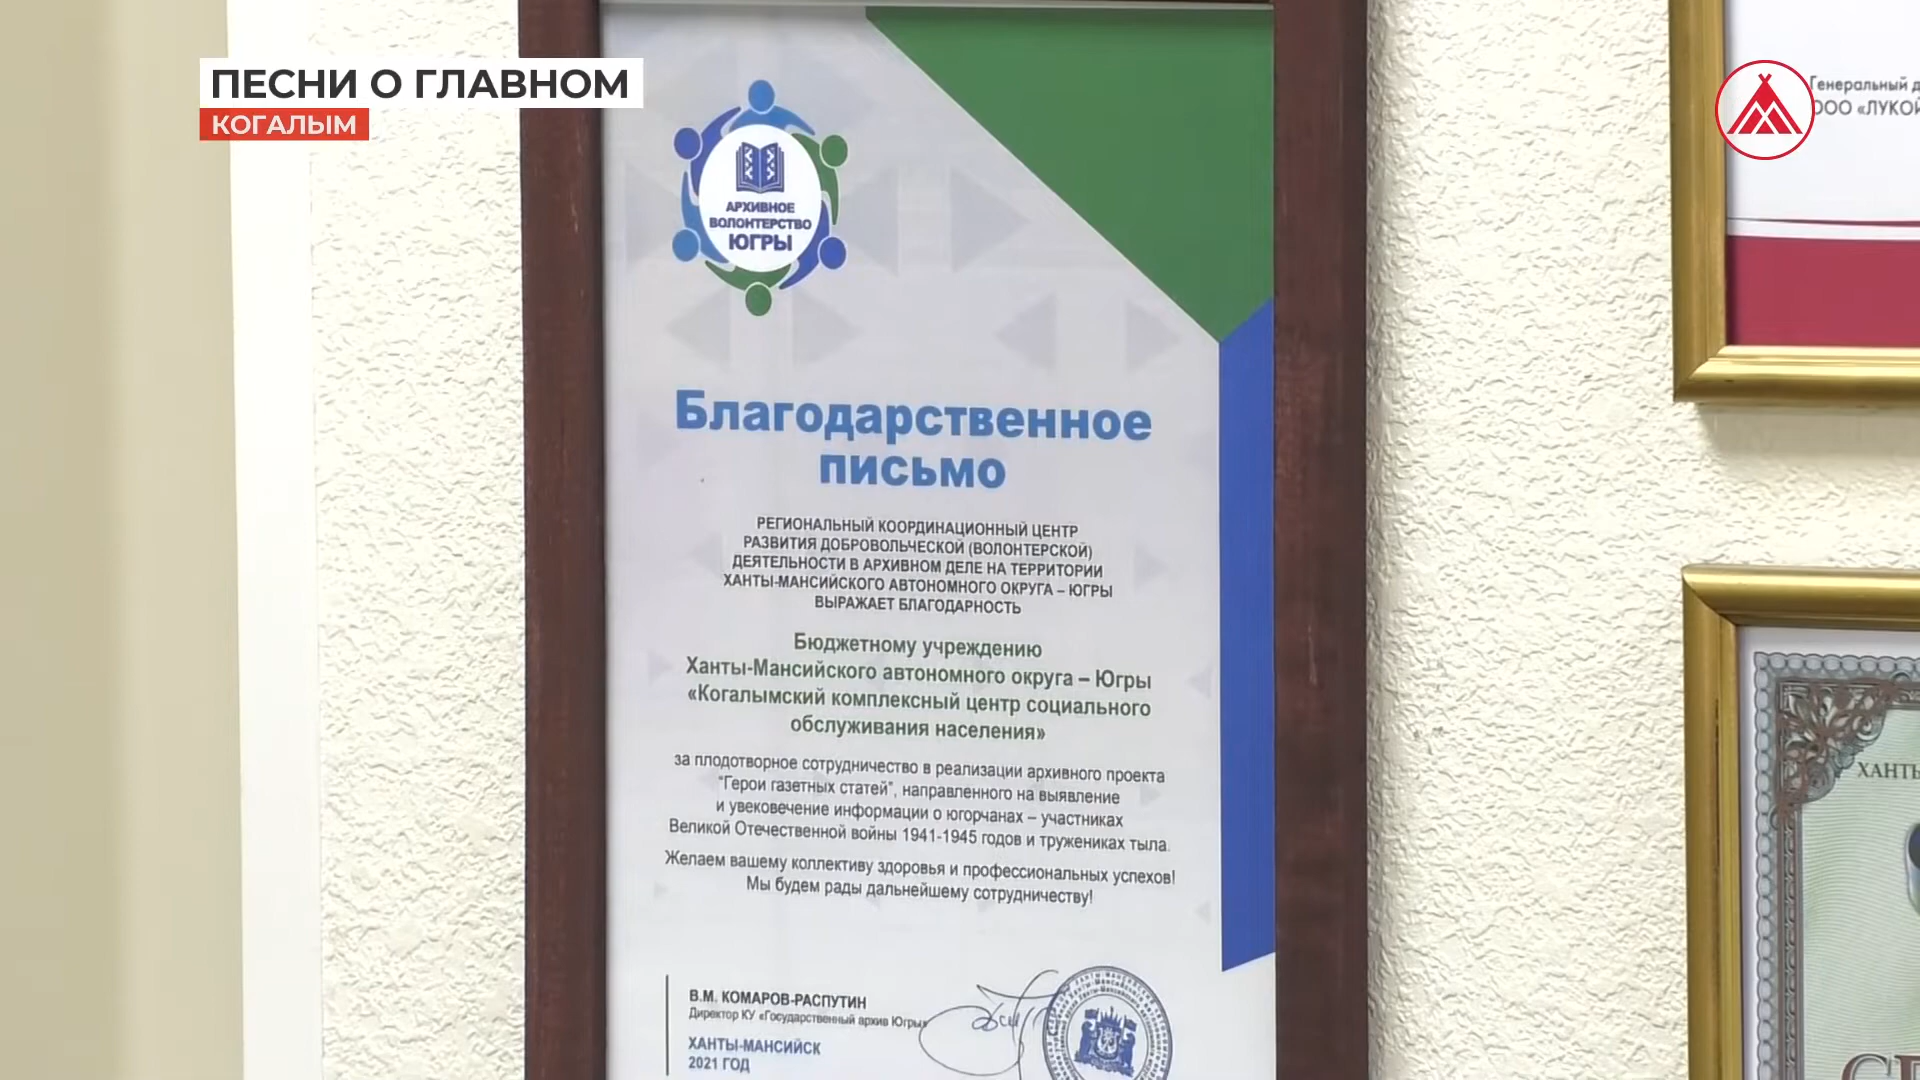 ПЕСНИ О ГЛАВНОМ
КОГАЛЫМ
АРХИВНОЕ
ВОЛОНТЕРСТВО
ЮГРЫ
Благодарственное
письмо
РЕГИОНАЛЬНЫЙ КООРДИНАЦИОННЫЙ ЦЕНТР
РАЗВИТИЯ ДОБРОВОЛЬЧЕСКОЙ (ВОЛОНТЕРСКОЙ)
ДЕЯТЕЛЬНОСТИ В АРХИВНОМ ДЕЛЕ НА ТЕРРИТОРИИ
ХАНТЫ-МАНСИЙСКОГО АВТОНОМНОГО ОКРУГА – ЮГРЫ
ВЫРАЖАЕТ БЛАГОДАРНОСТЬ
Бюджетному учреждению
Ханты-Мансийского автономного округа – Югры
«Когалымский комплексный центр социального
обслуживания населения»
за плодотворное сотрудничество в реализации архивного проекта
"Герои газетных статей", направленного на выявление
и увековечение информации о югорчанах – участниках
Великой Отечественной войны 1941-1945 годов и тружениках тыла.
Желаем вашему коллективу здоровья и профессиональных успехов!
Мы будем рады дальнейшему сотрудничеству!
В.М. КОМАРОВ-РАСПУТИН
Директор КУ «Государственный архив Югры»
ХАНТЫ-МАНСИЙСК
2021 ГОД
Генеральный д
ООО «ЛУКОЙ
ХАНТЫ